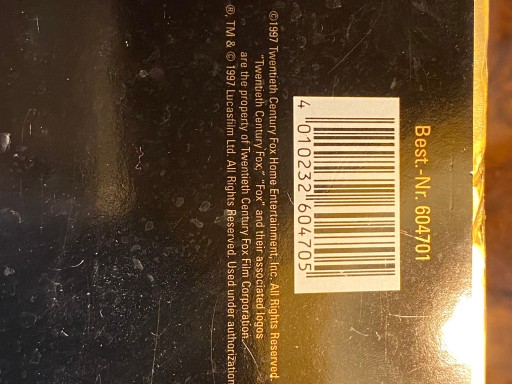 Best.-Nr. 604701
4 010232 604705
©1997 Twentieth Century Fox Home Entertainment, Inc. All Rights Reserved.
"Twentieth Century Fox," "Fox" and their associated logos
are the property of Twentieth Century Fox Film Corporation.
®, TM & © 1997 Lucasfilm Ltd. All Rights Reserved. Used under authorization